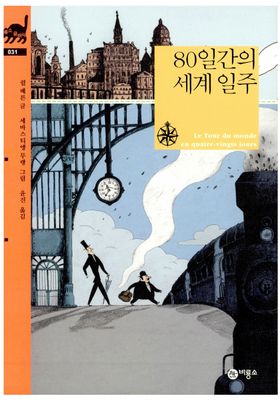 031
쥘 베른 글
세바스티앙 무랭 그림
윤진 옮김
80일간의
세계 일주
Le Tour du monde
en quatre-vingts jours
비룡소